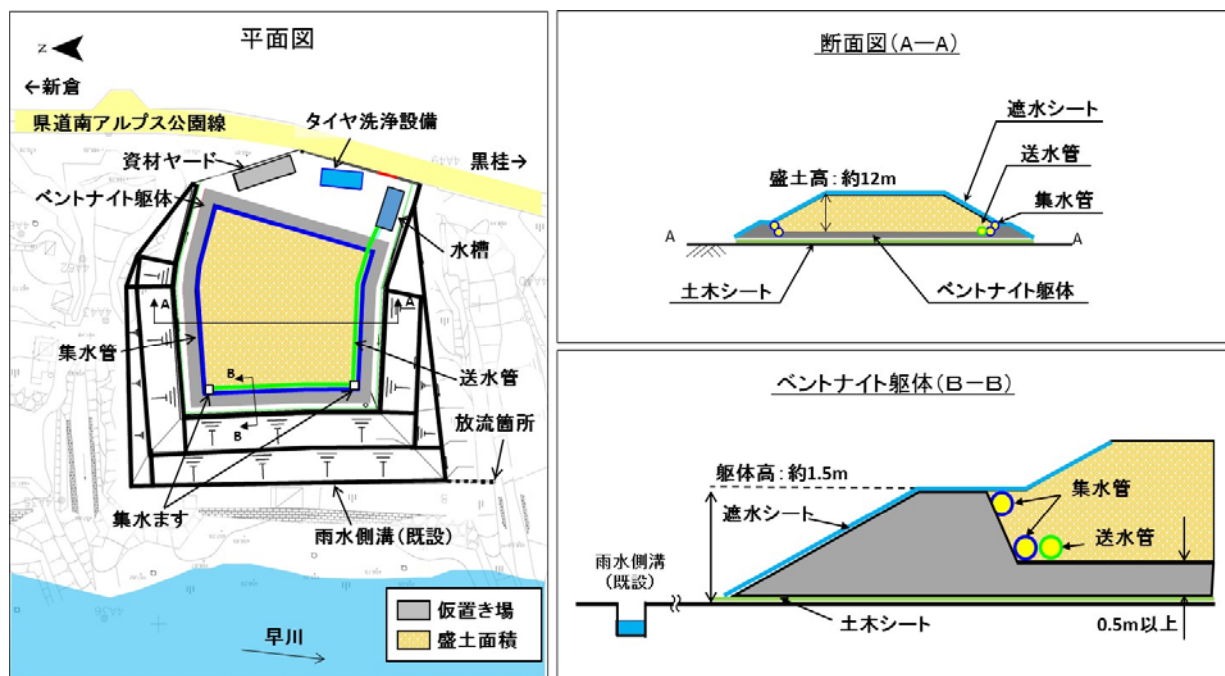 平面図
z
←新倉
県道南アルプス公園線
タイヤ洗浄設備
資材ヤード
黒桂→
ベントナイト躯体
水槽
A
A
集水管
B
B
送水管
放流箇所
集水ます
雨水側溝(既設)
早川
仮置き場
盛土面積
断面図(A-A)
遮水シート
送水管
盛土高:約12m
集水管
A
A
土木シート
ベントナイト躯体
ベントナイト躯体(B-B)
躯体高:約1.5m
集水管
遮水シート
送水管
雨水側溝
(既設)
土木シート
0.5m以上